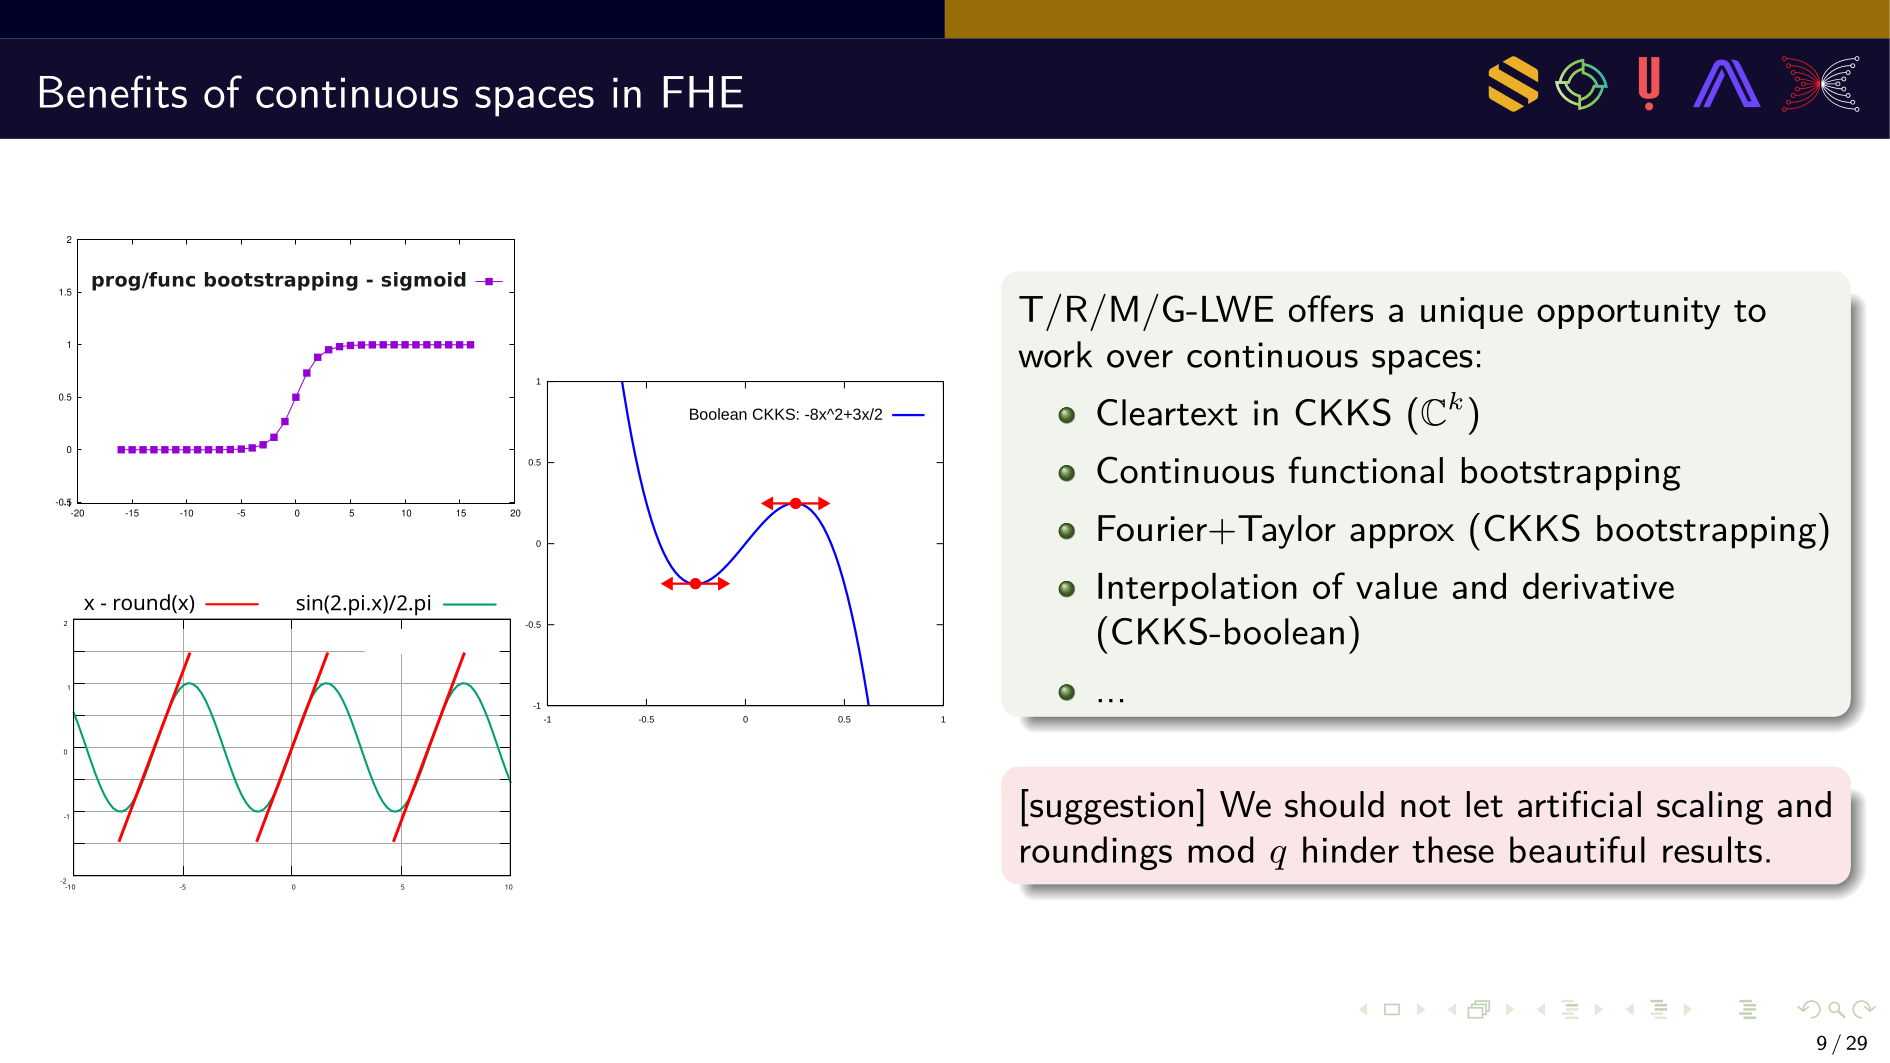 Benefits of continuous spaces in FHE
prog/func bootstrapping - sigmoid
2
1.5
1
0.5
0
-0.5
-20 -15 -10 -5 0 5 10 15 20
x - round(x) sin(2.pi.x)/2.pi
2
1
0
-1
-2
-10 -5 0 5 10
Boolean CKKS: -8x^2+3x/2
1
0.5
0
-0.5
-1
-1 -0.5 0 0.5 1
T/R/M/G-LWE offers a unique opportunity to
work over continuous spaces:
Cleartext in CKKS (ℂ^k)
Continuous functional bootstrapping
Fourier+Taylor approx (CKKS bootstrapping)
Interpolation of value and derivative
(CKKS-boolean)
...
[suggestion] We should not let artificial scaling and
roundings mod q hinder these beautiful results.
9 / 29